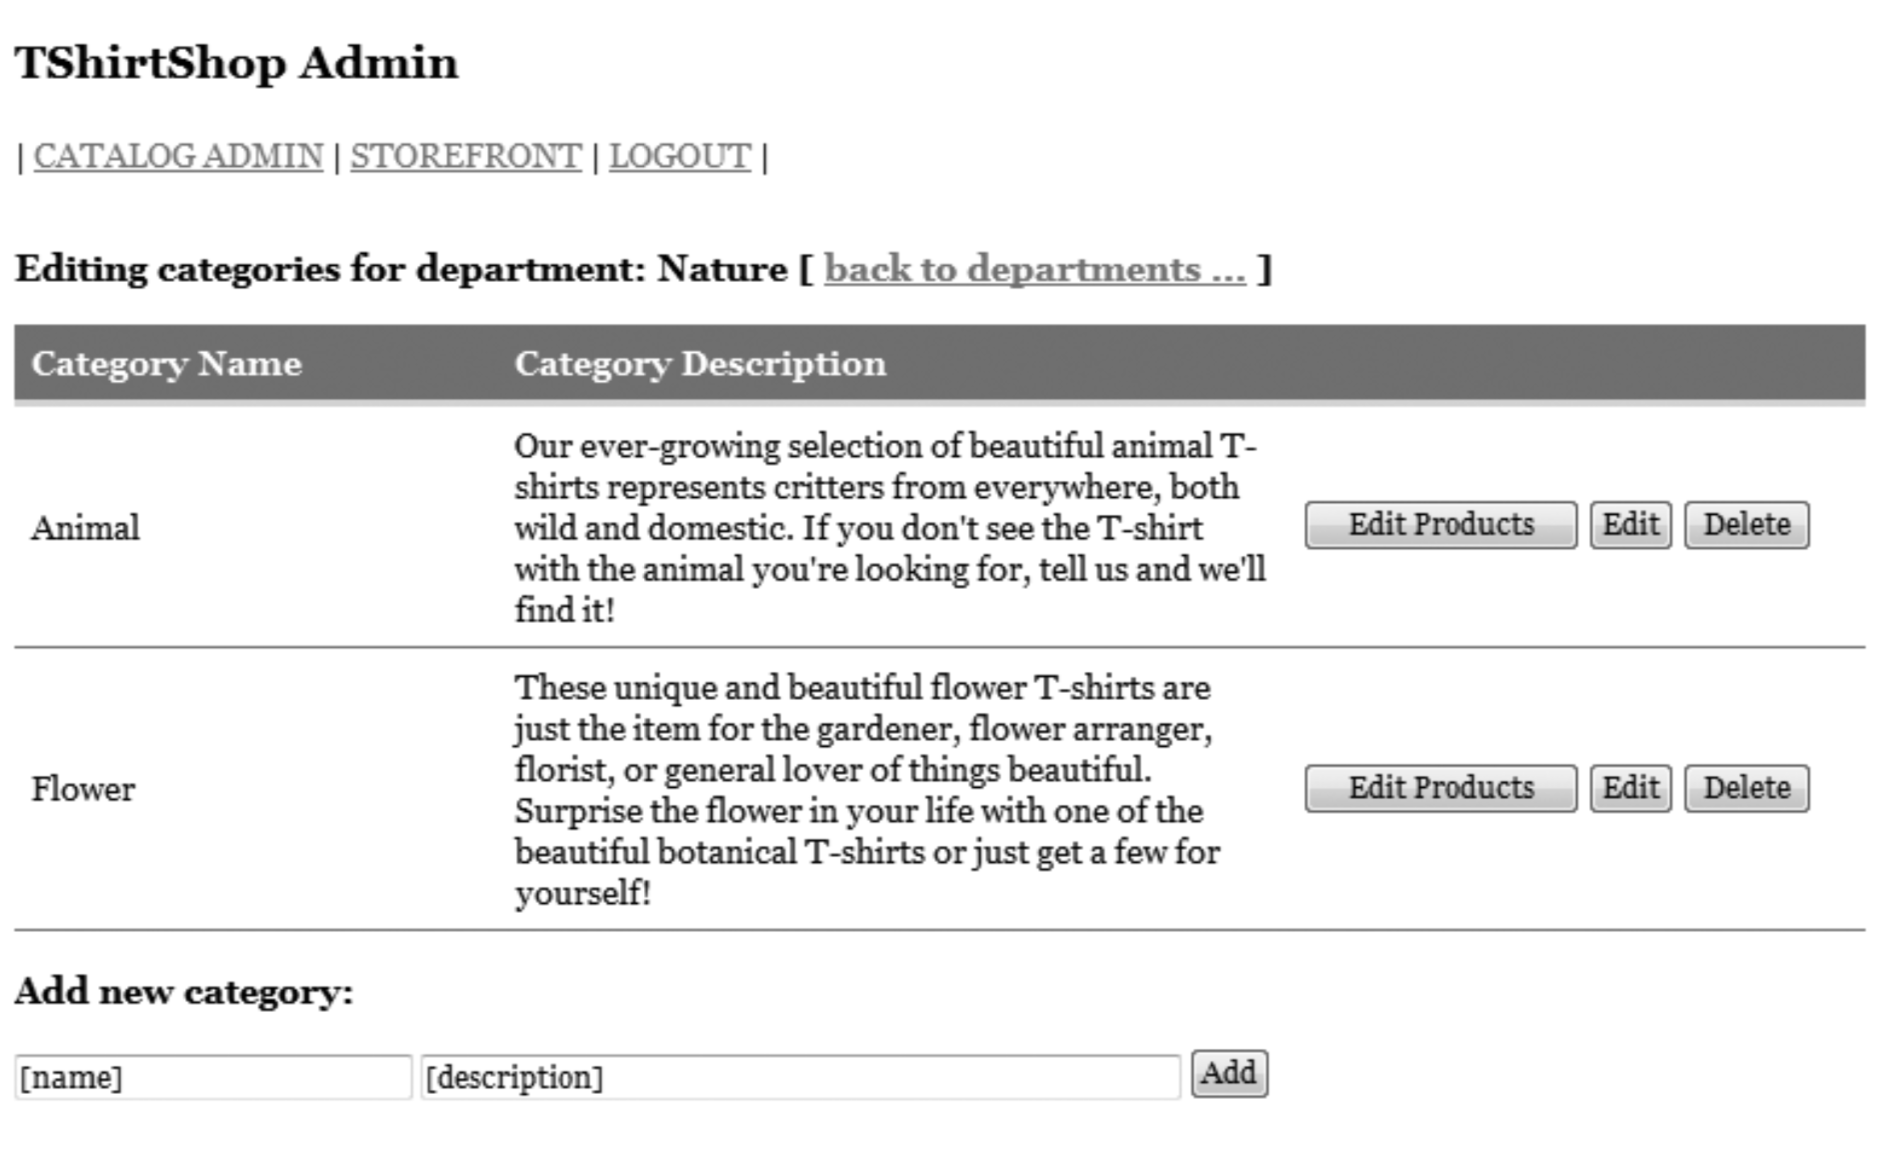 TShirtShop Admin
| CATALOG ADMIN | STOREFRONT | LOGOUT |
Editing categories for department: Nature [ back to departments ... ]
Category Name Category Description
Our ever-growing selection of beautiful animal T-
shirts represents critters from everywhere, both
Animal wild and domestic. If you don't see the T-shirt Edit Products Edit Delete
with the animal you're looking for, tell us and we'll
find it!
These unique and beautiful flower T-shirts are
just the item for the gardener, flower arranger,
florist, or general lover of things beautiful.
Flower Edit Products Edit Delete
Surprise the flower in your life with one of the
beautiful botanical T-shirts or just get a few for
yourself!
Add new category:
[name] [description] Add